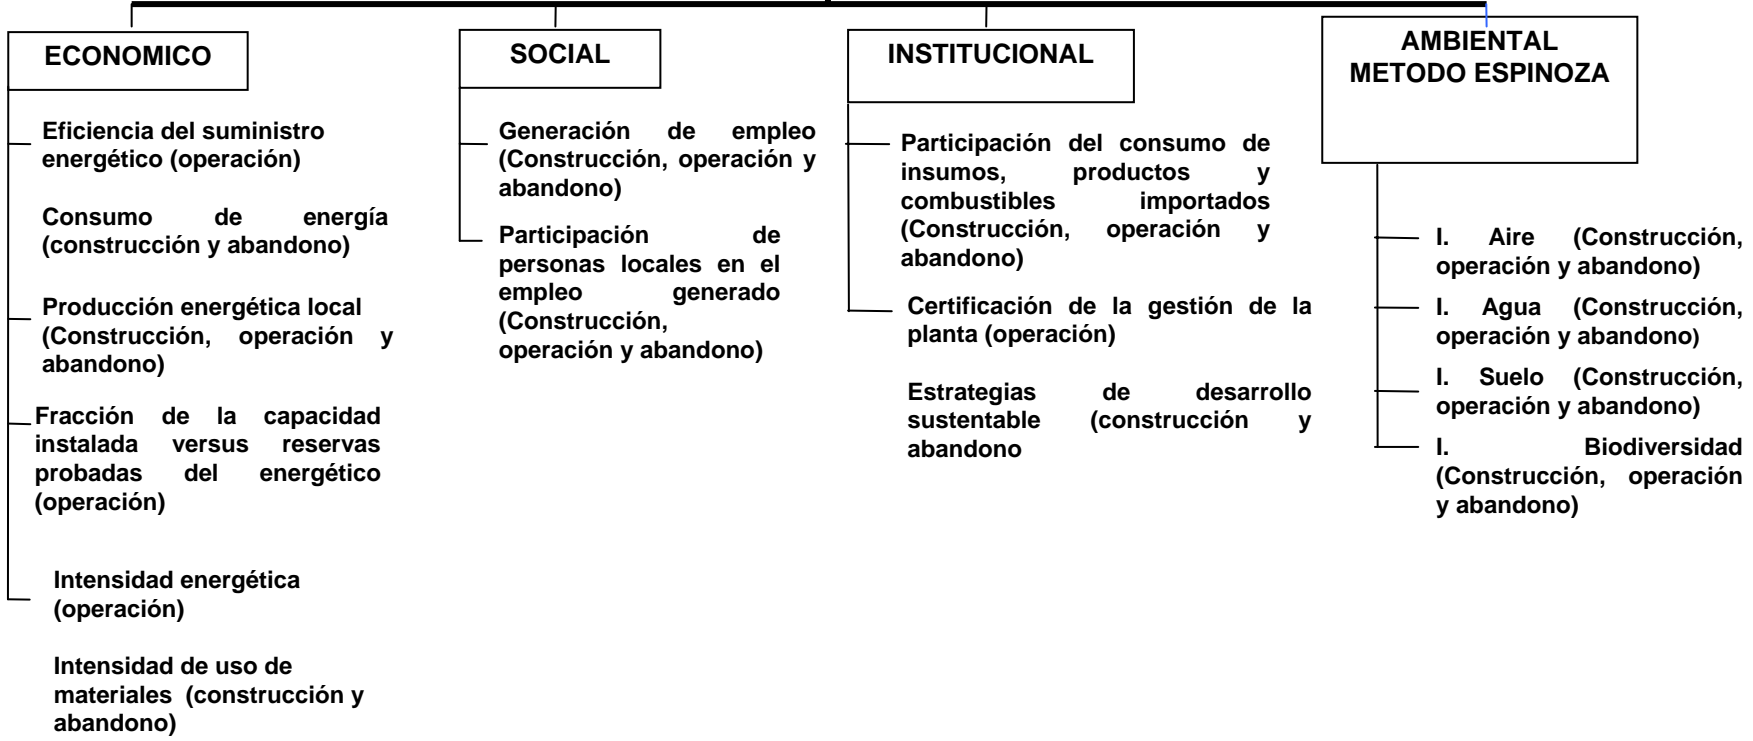 ECONOMICO
Eficiencia del suministro
energético (operación)
Consumo de energía
(construcción y abandono)
Producción energética local
(Construcción, operación y
abandono)
Fracción de la capacidad
instalada versus reservas
probadas del energético
(operación)
Intensidad energética
(operación)
Intensidad de uso de
materiales (construcción y
abandono)
SOCIAL
Generación de empleo
(Construcción, operación y
abandono)
Participación de
personas locales en el
empleo generado
(Construcción,
operación y abandono)
INSTITUCIONAL
Participación del consumo de
insumos, productos y
combustibles importados
(Construcción, operación y
abandono)
Certificación de la gestión de la
planta (operación)
Estrategias de desarrollo
sustentable (construcción y
abandono
AMBIENTAL
METODO ESPINOZA
I. Aire (Construcción,
operación y abandono)
I. Agua (Construcción,
operación y abandono)
I. Suelo (Construcción,
operación y abandono)
I. Biodiversidad
(Construcción, operación
y abandono)